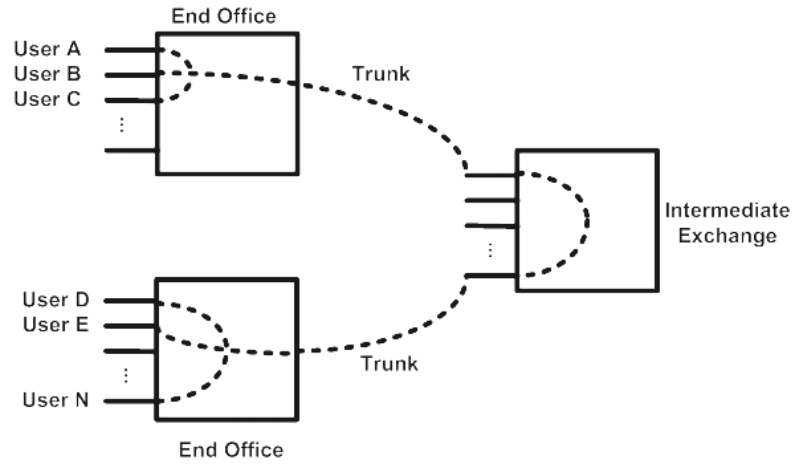 End Office
User A
User B
User C
...
Trunk
Intermediate
Exchange
...
User D
User E
...
User N
Trunk
End Office